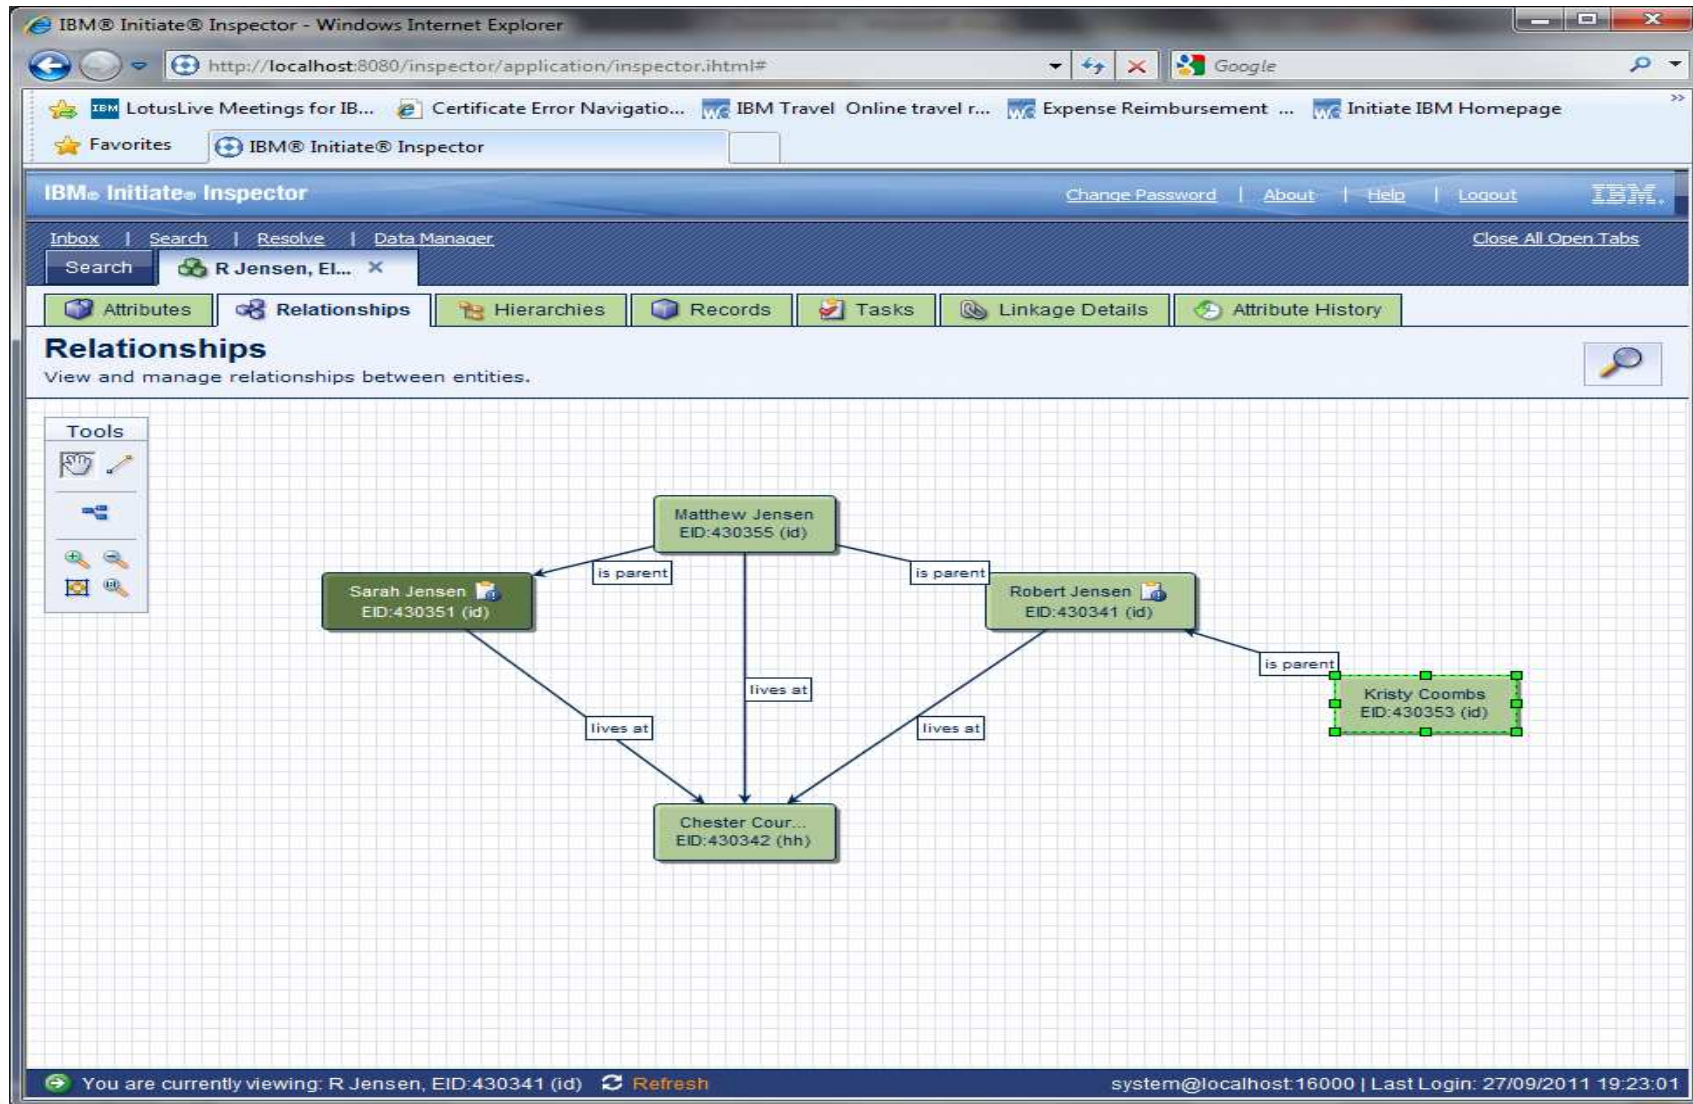 IBM® Initiate® Inspector - Windows Internet Explorer
http://localhost:8080/inspector/application/inspector.ihtml#
Google
LotusLive Meetings for IB... Certificate Error Navigatio... IBM Travel Online travel r... Expense Reimbursement ... Initiate IBM Homepage
Favorites IBM® Initiate® Inspector
IBM® Initiate® Inspector Change Password | About | Help | Logout IBM.
Inbox | Search | Resolve | Data Manager Close All Open Tabs
Search R Jensen, EI... ×
Attributes Relationships Hierarchies Records Tasks Linkage Details Attribute History
Relationships
View and manage relationships between entities.
Tools
Matthew Jensen
EID:430355 (id)
is parent
is parent
Sarah Jensen
EID:430351 (id)
Robert Jensen
EID:430341 (id)
is parent
Kristy Coombs
EID:430353 (id)
lives at
lives at
lives at
Chester Cour...
EID:430342 (hh)
You are currently viewing: R Jensen, EID:430341 (id) Refresh system@localhost:16000 | Last Login: 27/09/2011 19:23:01